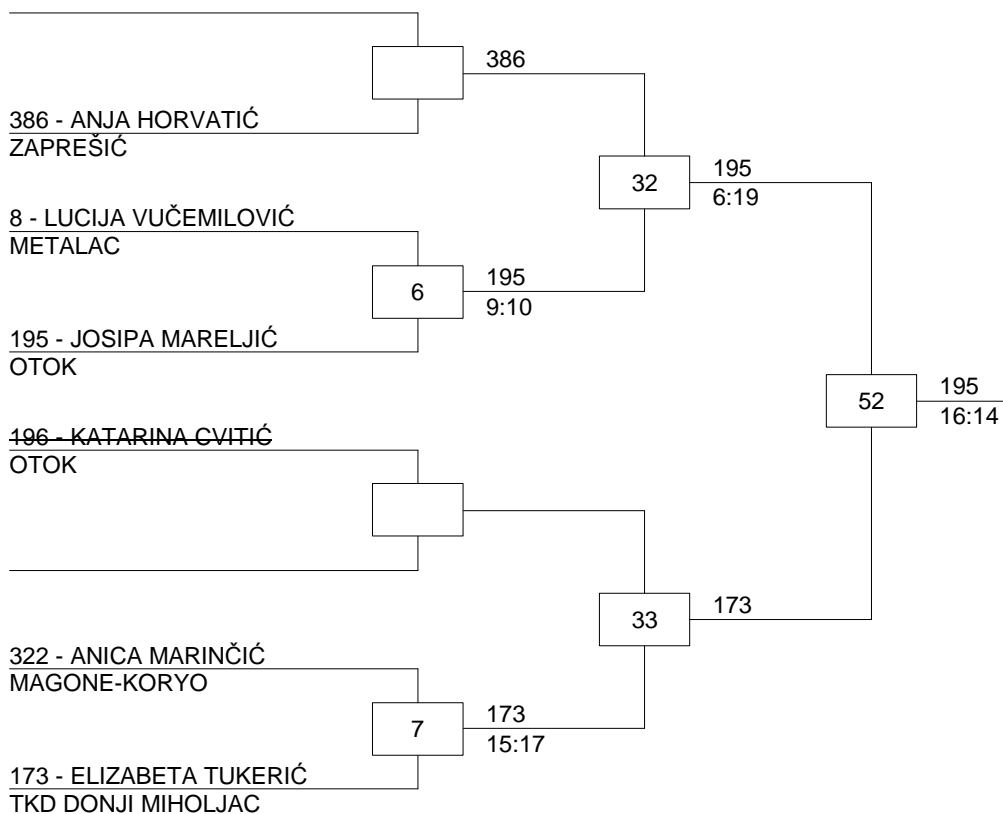 386
386 - ANJA HORVATIĆ
ZAPREŠIĆ
32
195
6:19
8 - LUCIJA VUČEMILOVIĆ
METALAC
6
195
9:10
195 - JOSIPA MARELJIĆ
OTOK
52
195
16:14
196 - KATARINA CVITIĆ
OTOK
33
173
322 - ANICA MARINČIĆ
MAGONE-KORYO
7
173
15:17
173 - ELIZABETA TUKERIĆ
TKD DONJI MIHOLJAC